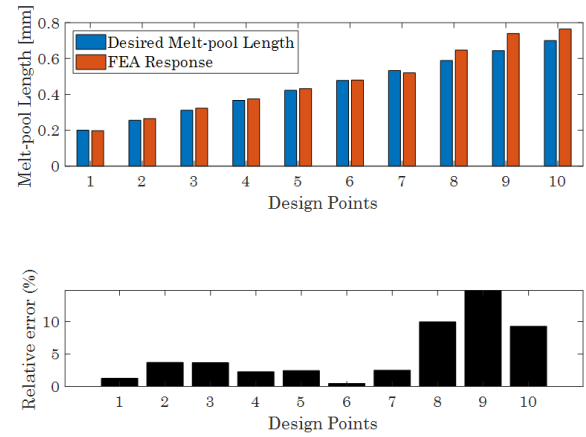 Melt-pool Length [mm]
0.8
0.6
0.4
0.2
0
Desired Melt-pool Length
FEA Response
1 2 3 4 5 6 7 8 9 10
Design Points
Relative error (%)
10
5
0
1 2 3 4 5 6 7 8 9 10
Design Points